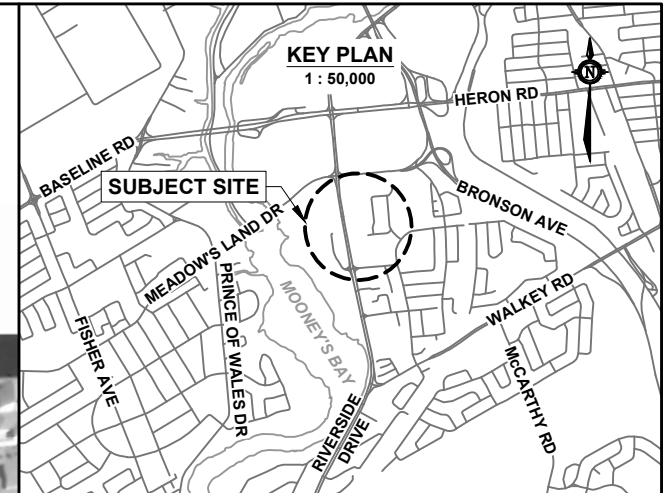 KEY PLAN
1 : 50,000
N
HERON RD
BASELINE RD
SUBJECT SITE
BRONSON AVE
MEADOW'S LAND DR
PRINCE OF WALES DR
MOONEY'S BAY
WALKEY RD
FISHER AVE
McCARTHY RD
RIVERSIDE
DRIVE